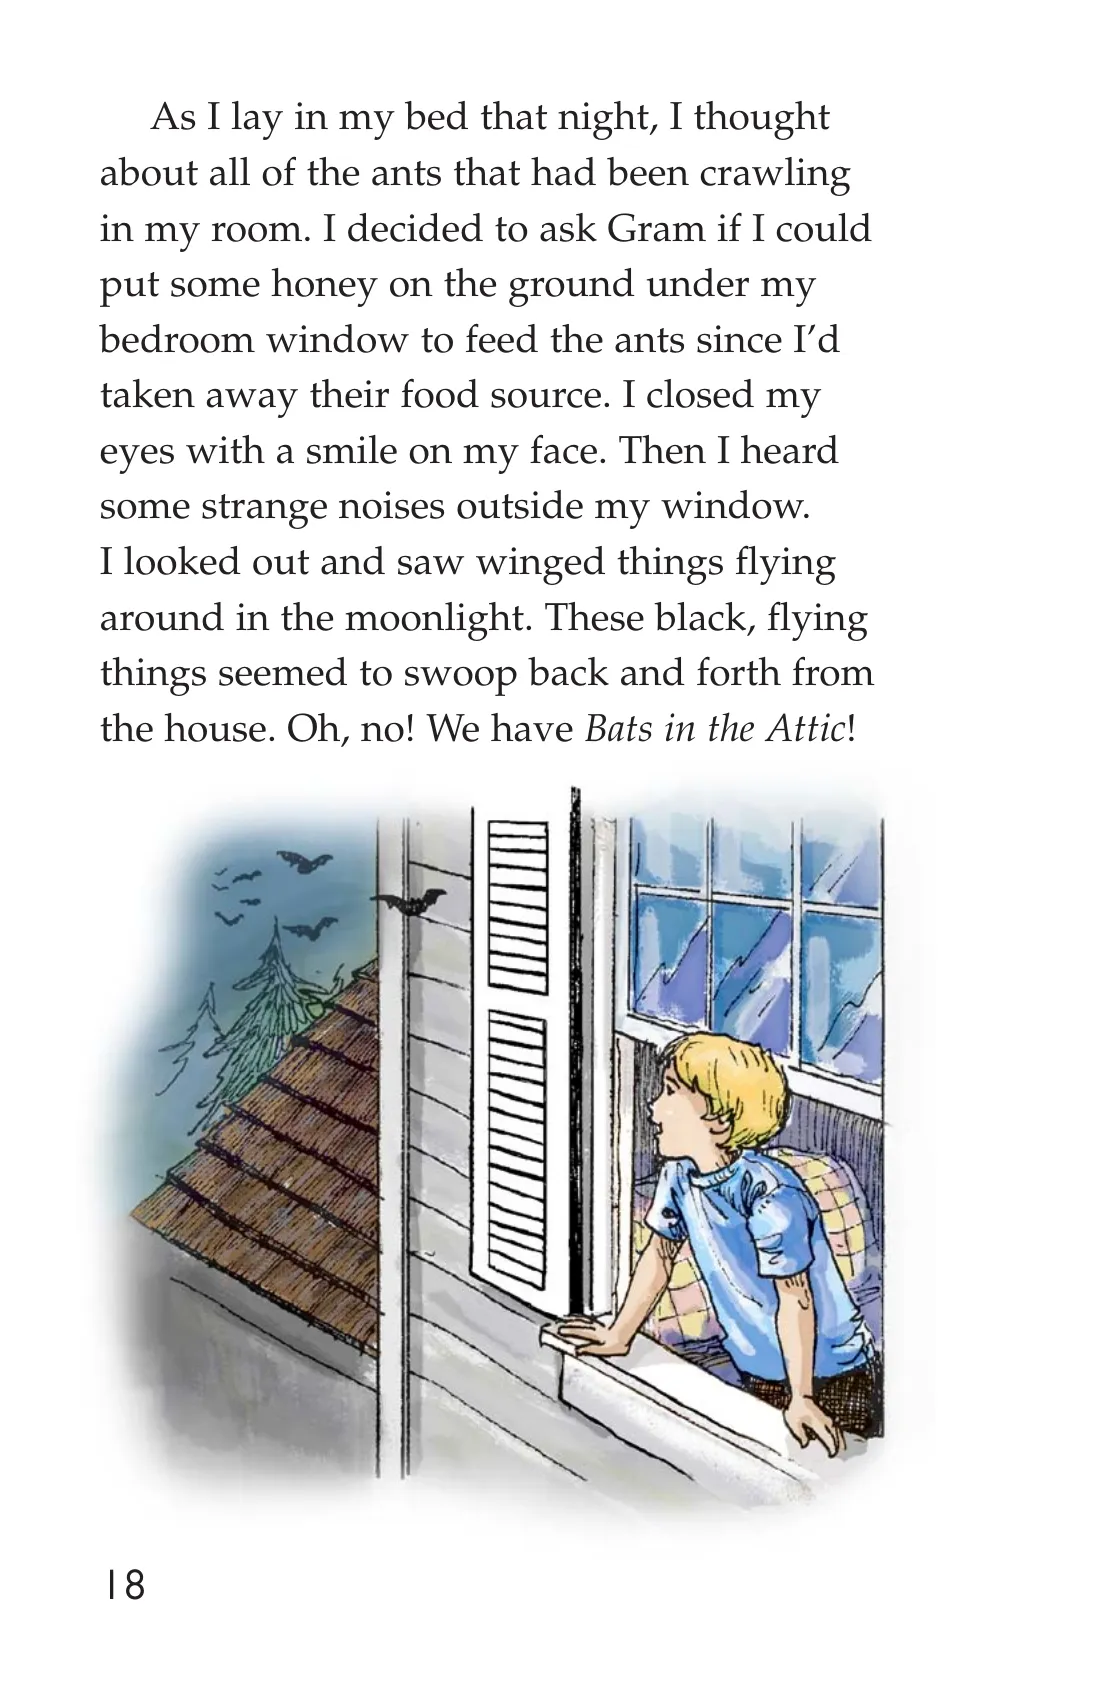 As I lay in my bed that night, I thought
about all of the ants that had been crawling
in my room. I decided to ask Gram if I could
put some honey on the ground under my
bedroom window to feed the ants since I’d
taken away their food source. I closed my
eyes with a smile on my face. Then I heard
some strange noises outside my window.
I looked out and saw winged things flying
around in the moonlight. These black, flying
things seemed to swoop back and forth from
the house. Oh, no! We have Bats in the Attic!
18